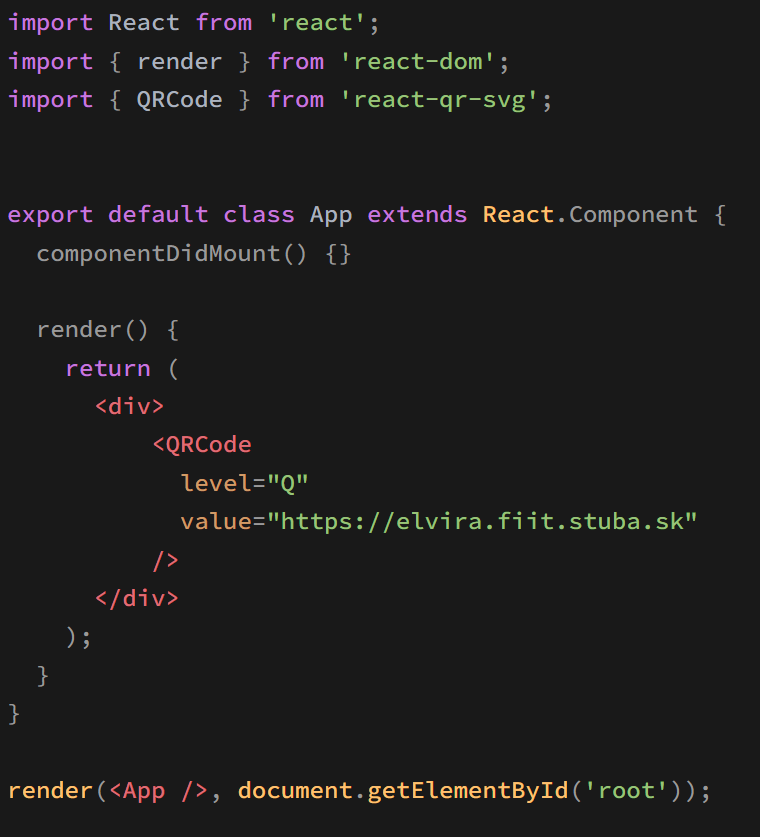 import React from 'react';
import { render } from 'react-dom';
import { QRCode } from 'react-qr-svg';
export default class App extends React.Component {
  componentDidMount() {}
  render() {
    return (
      <div>
          <QRCode
            level="Q"
            value="https://elvira.fiit.stuba.sk"
          />
      </div>
    );
  }
}
render(<App />, document.getElementById('root'));